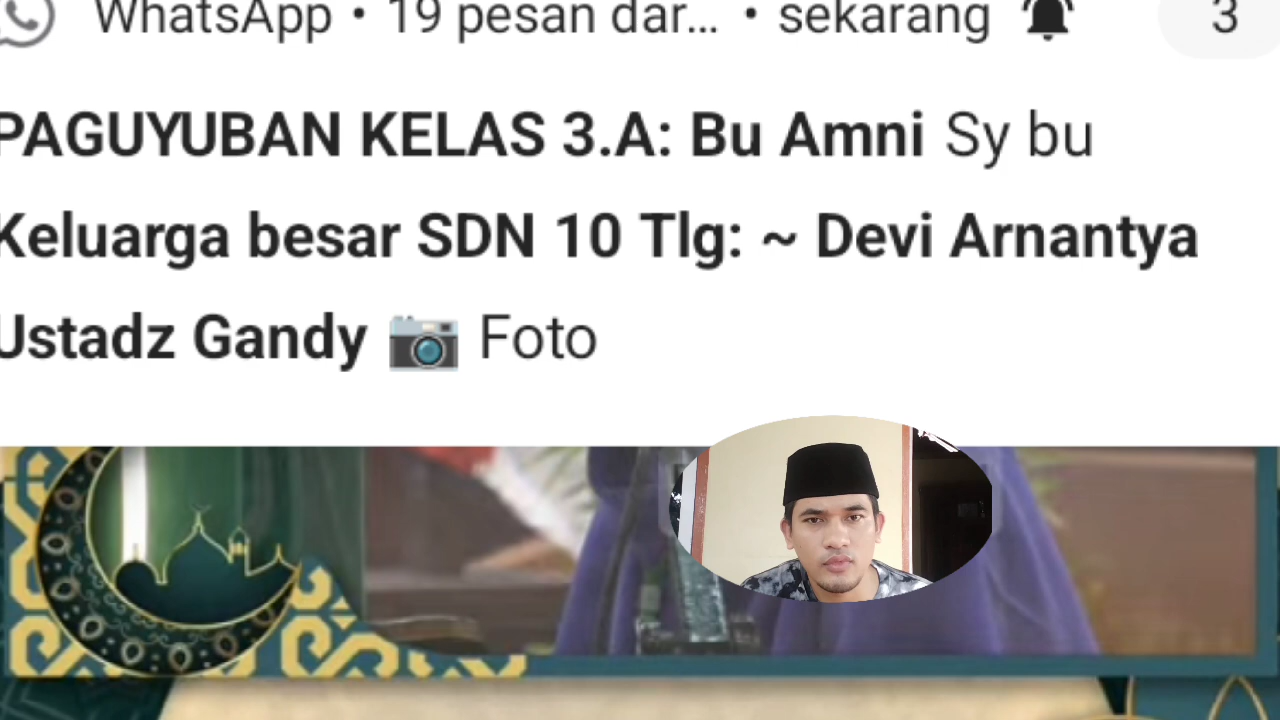 WhatsApp • 19 pesan dar... • sekarang 3
PAGUYUBAN KELAS 3.A: Bu Amni Sy bu
Keluarga besar SDN 10 Tlg: ~ Devi Arnantya
Ustadz Gandy 📷 Foto